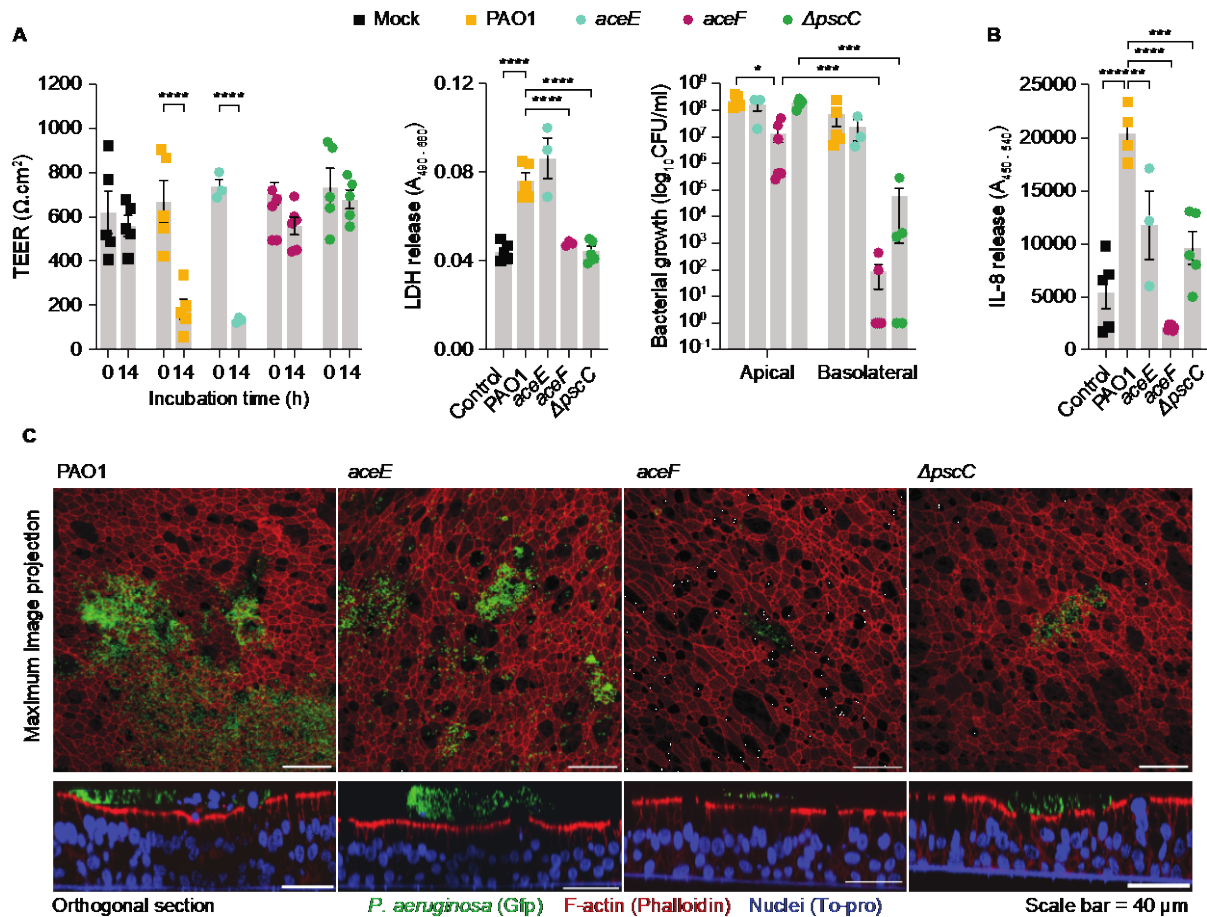 Mock PAO1 aceE aceF ΔpscC
A
B
**** ****
TEER (Ω.cm²)
1200
1000
800
600
400
200
0
0 14 0 14 0 14 0 14 0 14
Incubation time (h)
****
****
****
LDH release (A490 - 680)
0.12
0.08
0.04
0.00
Control PAO1 aceE aceF ΔpscC
***
* ***
Bacterial growth (log10CFU/ml)
10⁹
10⁸
10⁷
10⁶
10⁵
10⁴
10³
10²
10¹
10⁰
10⁻¹
Apical Basolateral
***
****
*******
IL-8 release (A450 - 540)
25000
20000
15000
10000
5000
0
Control PAO1 aceE aceF ΔpscC
C
PAO1 aceE aceF ΔpscC
Maximum Image projection
Orthogonal section P. aeruginosa (Gfp) F-actin (Phalloidin) Nuclei (To-pro) Scale bar = 40 µm